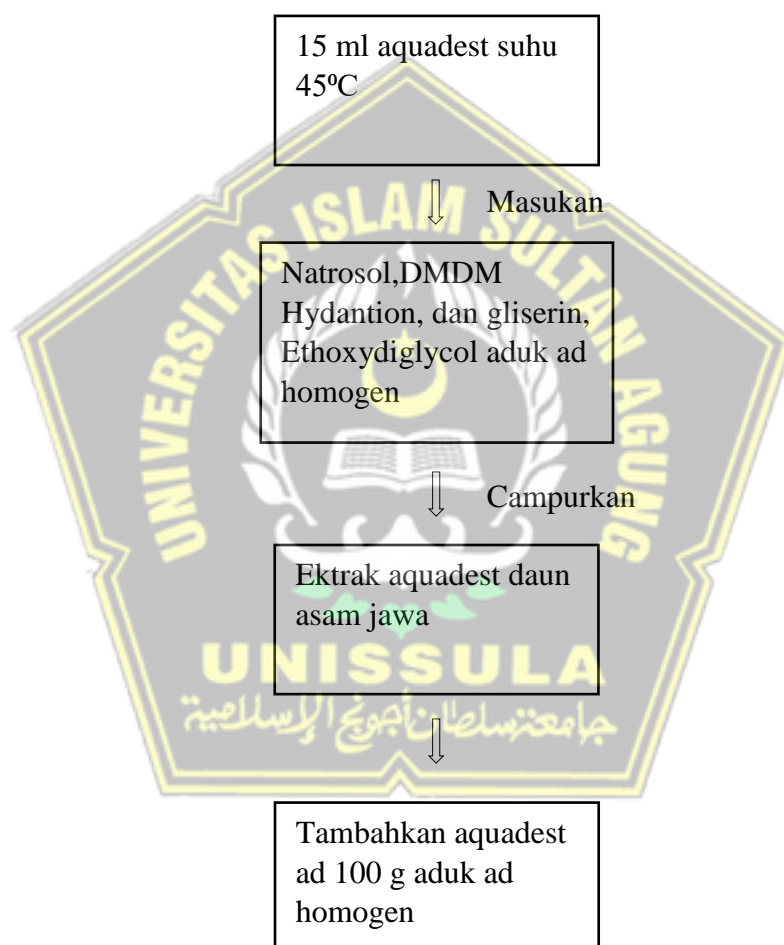 15 ml aquadest suhu
45ºC
Masukan
Natrosol,DMDM
Hydantion, dan gliserin,
Ethoxydiglycol aduk ad
homogen
Campurkan
Ektrak aquadest daun
asam jawa
Tambahkan aquadest
ad 100 g aduk ad
homogen
UNIVERSITAS ISLAM SULTAN AGUNG
UNISSULA
جامعة سلطان أجونج الإسلامية